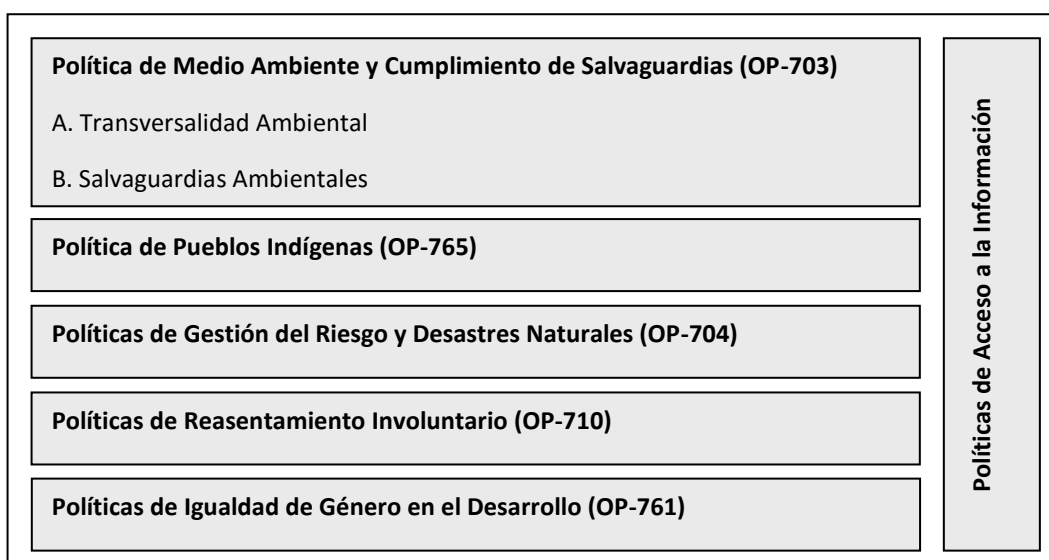 Política de Medio Ambiente y Cumplimiento de Salvaguardias (OP-703)
A. Transversalidad Ambiental
B. Salvaguardias Ambientales
Política de Pueblos Indígenas (OP-765)
Políticas de Gestión del Riesgo y Desastres Naturales (OP-704)
Políticas de Reasentamiento Involuntario (OP-710)
Políticas de Igualdad de Género en el Desarrollo (OP-761)
Políticas de Acceso a la Información